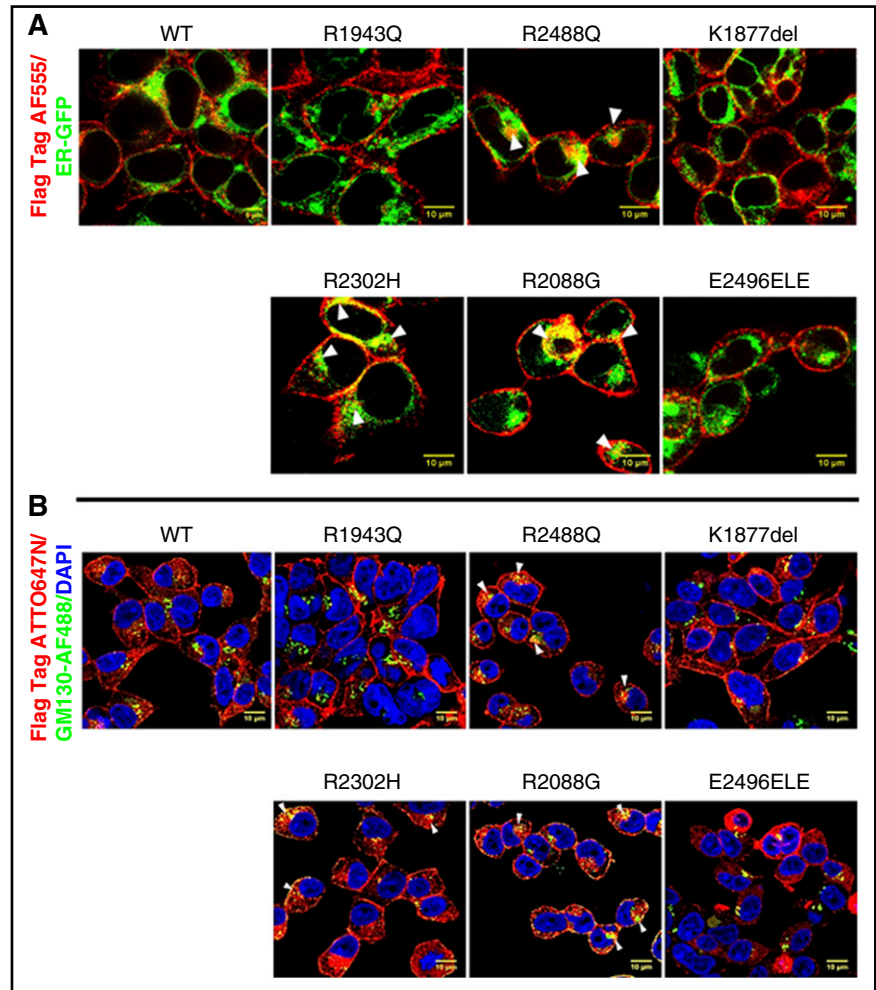 A
WT R1943Q R2488Q K1877del
Flag Tag AF555/
ER-GFP
5 µm 10 µm 10 µm 10 µm
R2302H R2088G E2496ELE
10 µm 10 µm 10 µm
B
WT R1943Q R2488Q K1877del
Flag Tag ATTO647N/
GM130-AF488/DAPI
10 µm 10 µm 10 µm 10 µm
R2302H R2088G E2496ELE
10 µm 10 µm 10 µm